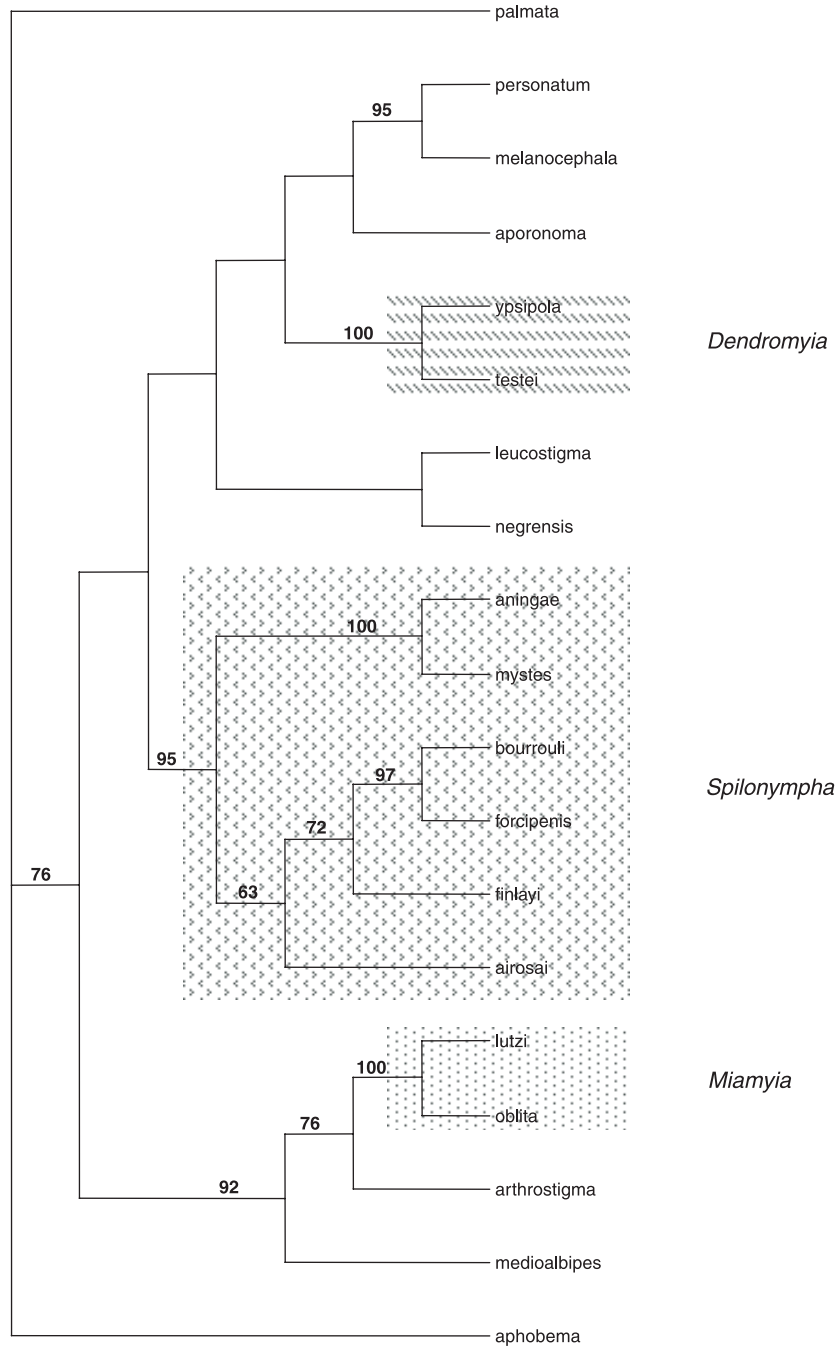 palmata
95
personatum
melanocephala
aporonoma
ypsipola
100
Dendromyia
testei
leucostigma
negrensis
aningae
100
mystes
bourrouli
95
97
Spilonympha
forcipenis
72
76
63
finlayi
airosai
lutzi
100
Miamyia
oblita
76
92
arthrostigma
medioalbipes
aphobema